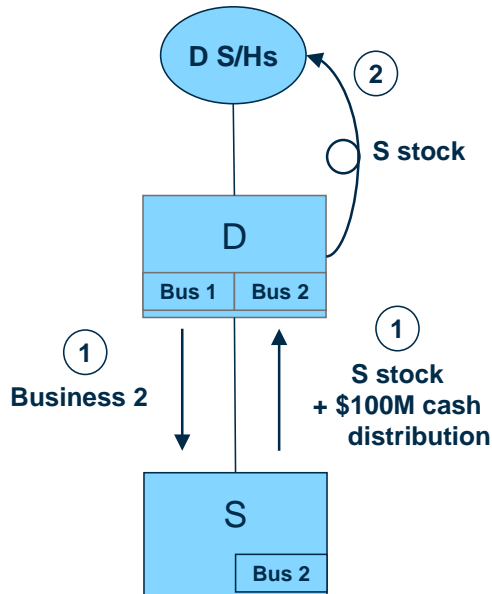 D S/Hs
2
S stock
D
Bus 1
Bus 2
1
Business 2
1
S stock
+ $100M cash
distribution
S
Bus 2